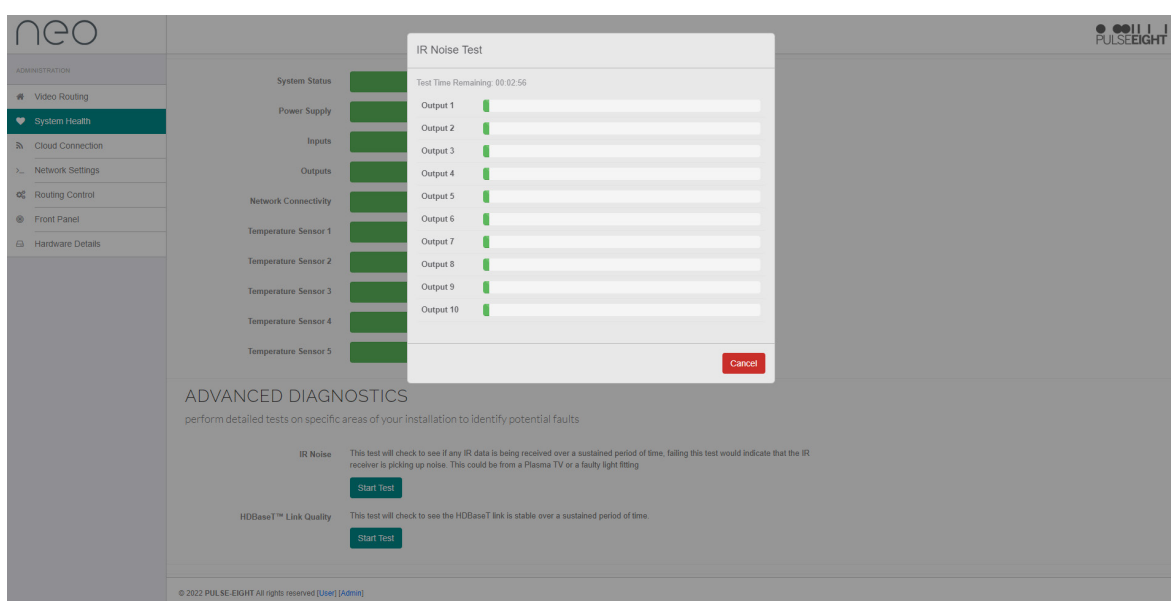 neo
PULSEEIGHT
ADMINISTRATION
Video Routing
System Health
Cloud Connection
Network Settings
Routing Control
Front Panel
Hardware Details
System Status
Power Supply
Inputs
Outputs
Network Connectivity
Temperature Sensor 1
Temperature Sensor 2
Temperature Sensor 3
Temperature Sensor 4
Temperature Sensor 5
IR Noise Test
Test Time Remaining: 00:02:56
Output 1
Output 2
Output 3
Output 4
Output 5
Output 6
Output 7
Output 8
Output 9
Output 10
Cancel
ADVANCED DIAGNOSTICS
perform detailed tests on specific areas of your installation to identify potential faults
IR Noise
This test will check to see if any IR data is being received over a sustained period of time, failing this test would indicate that the IR
receiver is picking up noise. This could be from a Plasma TV or a faulty light fitting
Start Test
HDBaseT™ Link Quality
This test will check to see the HDBaseT link is stable over a sustained period of time.
Start Test
© 2022 PULSE-EIGHT All rights reserved [User] [Admin]